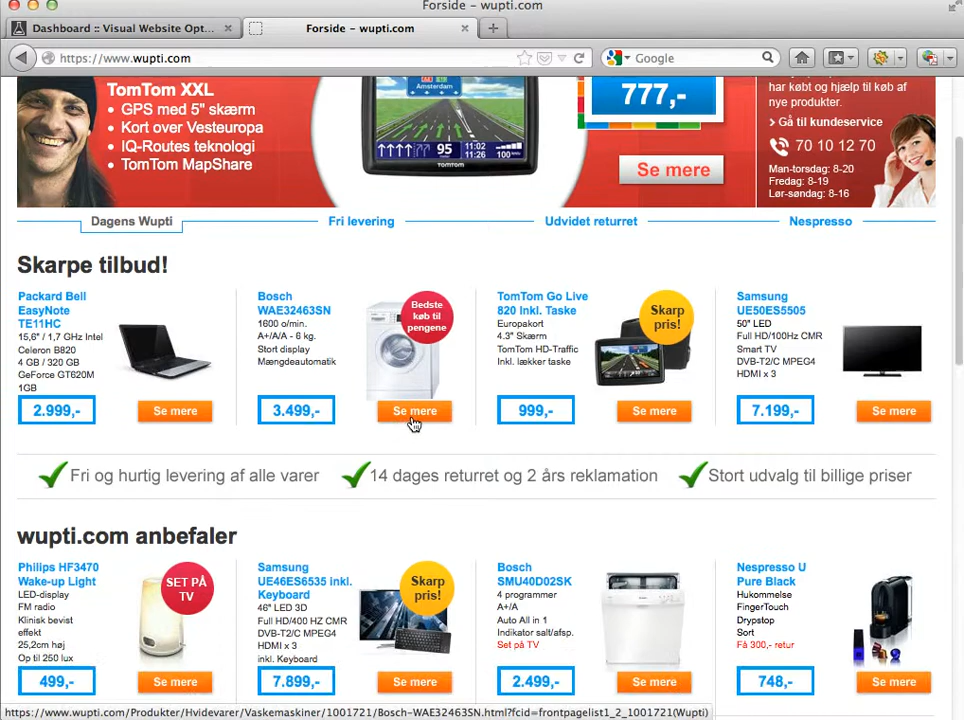 Forside - wupti.com
Dashboard :: Visual Website Opt...
Forside - wupti.com
https://www.wupti.com
Google
TomTom XXL
• GPS med 5" skærm
• Kort over Vesteuropa
• IQ-Routes teknologi
• TomTom MapShare
Amsterdam
95
11:02
11:26
100%
TOMTOM
777,-
Se mere
har købt og hjælp til køb af
nye produkter.
› Gå til kundeservice
70 10 12 70
Man-torsdag: 8-20
Fredag: 8-19
Lør-søndag: 8-16
Dagens Wupti
Fri levering
Udvidet returret
Nespresso
Skarpe tilbud!
Packard Bell
EasyNote
TE11HC
15,6" / 1,7 GHz Intel
Celeron B820
4 GB / 320 GB
GeForce GT620M
1GB
2.999,-
Se mere
Bosch
WAE32463SN
1600 o/min.
A+/A/A - 6 kg.
Stort display
Mængdeautomatik
Bedste
køb til
pengene
3.499,-
Se mere
TomTom Go Live
820 Inkl. Taske
Europakort
4.3" Skærm
TomTom HD-Traffic
Inkl. lækker taske
Skarp
pris!
999,-
Se mere
Samsung
UE50ES5505
50" LED
Full HD/100Hz CMR
Smart TV
DVB-T2/C MPEG4
HDMI x 3
7.199,-
Se mere
Fri og hurtig levering af alle varer
14 dages returret og 2 års reklamation
Stort udvalg til billige priser
wupti.com anbefaler
Philips HF3470
Wake-up Light
LED-display
FM radio
Klinisk bevist
effekt
25,2cm høj
Op til 250 lux
SET PÅ
TV
499,-
Se mere
Samsung
UE46ES6535 inkl.
Keyboard
46" LED 3D
Full HD/400 HZ CMR
DVB-T2/C MPEG4
HDMI x 3
inkl. Keyboard
Skarp
pris!
7.899,-
Se mere
Bosch
SMU40D02SK
4 programmer
A+/A
Auto All in 1
Indikator salt/afsp.
Set på TV
2.499,-
Se mere
Nespresso U
Pure Black
Hukommelse
FingerTouch
Drypstop
Sort
Få 300,- retur
748,-
Se mere
https://www.wupti.com/Produkter/Hvidevarer/Vaskemaskiner/1001721/Bosch-WAE32463SN.html?fcid=frontpagelist1_2_1001721(Wupti)